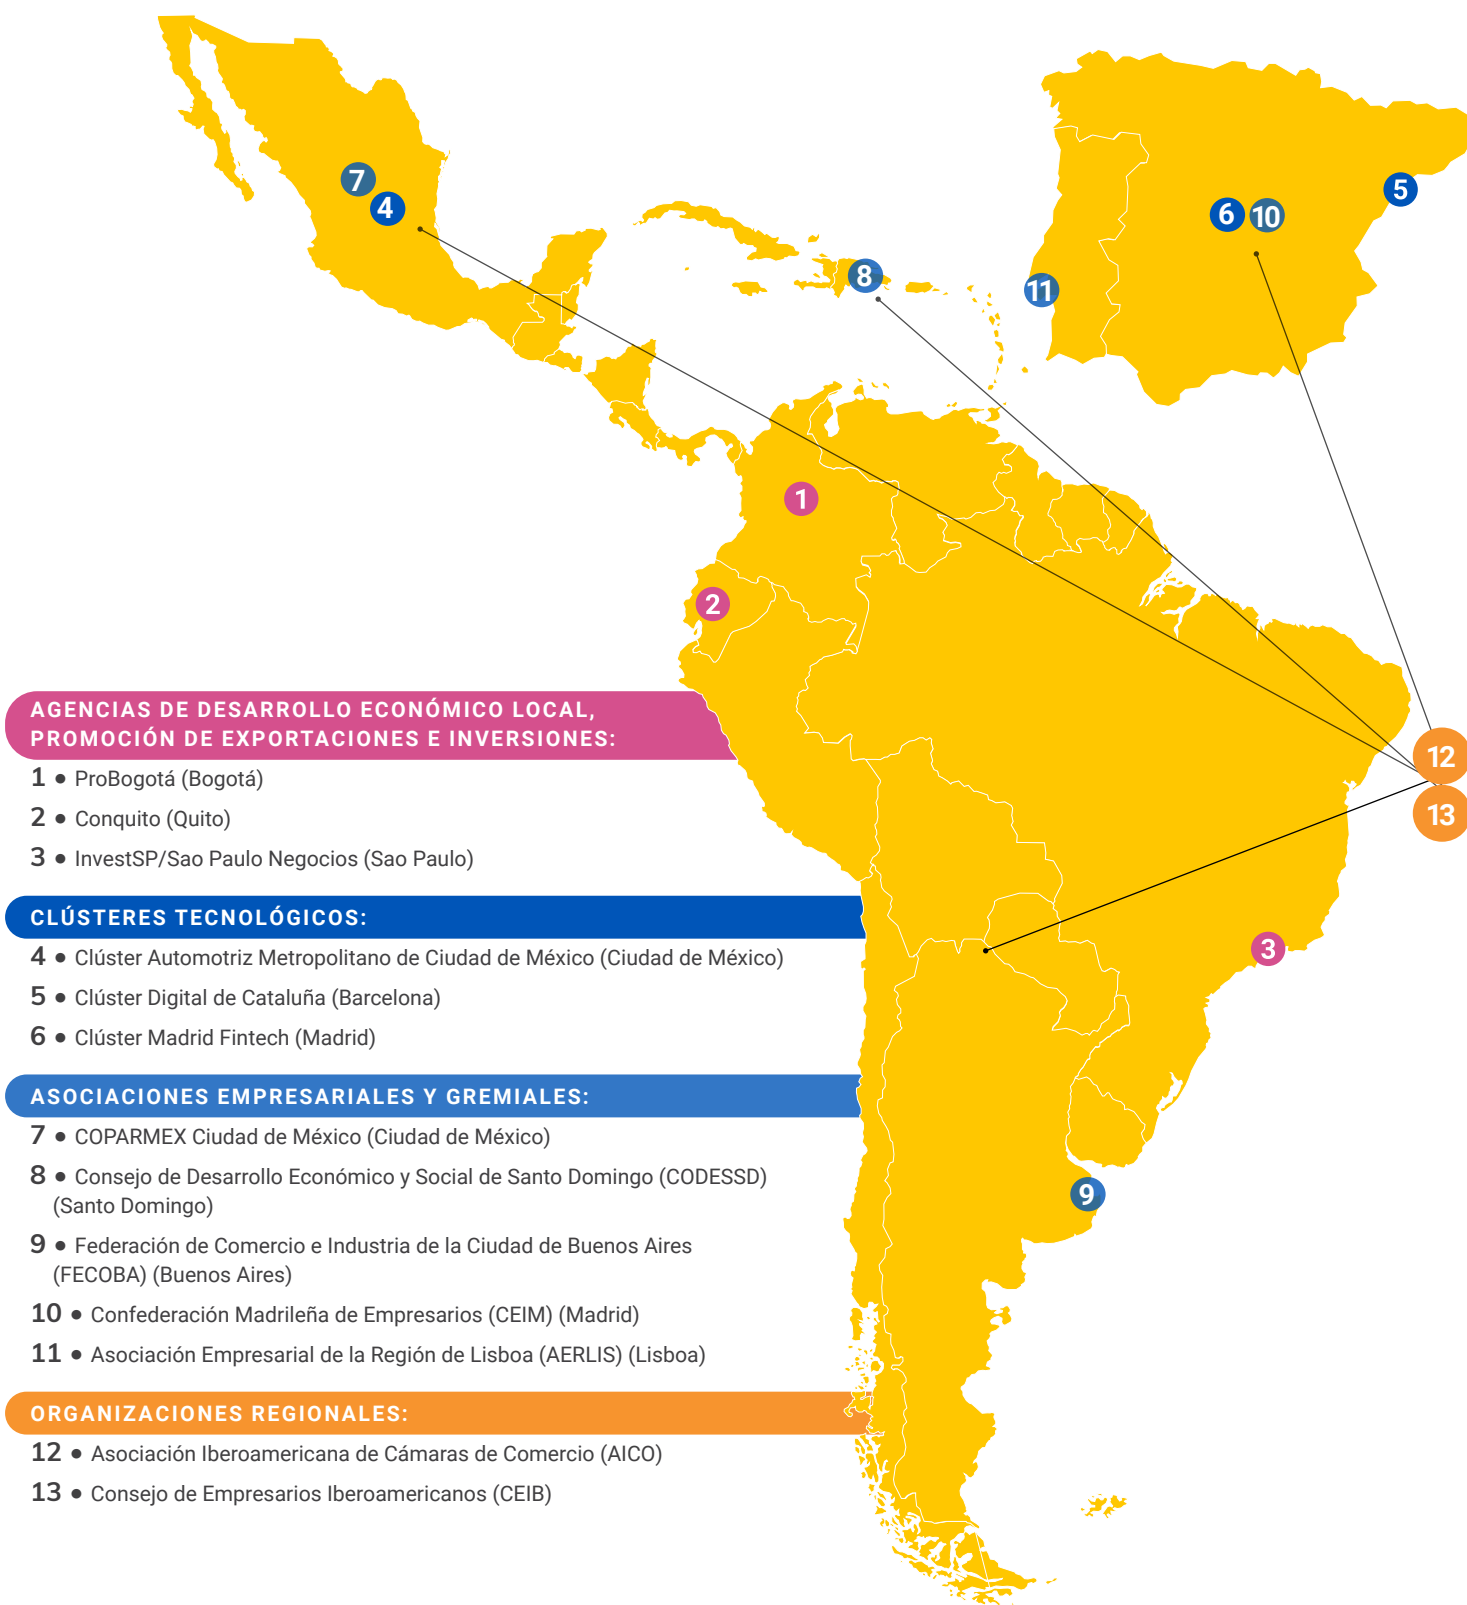 7
4
5
6
10
8
11
1
2
12
13
3
9
AGENCIAS DE DESARROLLO ECONÓMICO LOCAL,
PROMOCIÓN DE EXPORTACIONES E INVERSIONES:
1 • ProBogotá (Bogotá)
2 • Conquito (Quito)
3 • InvestSP/Sao Paulo Negocios (Sao Paulo)
CLÚSTERES TECNOLÓGICOS:
4 • Clúster Automotriz Metropolitano de Ciudad de México (Ciudad de México)
5 • Clúster Digital de Cataluña (Barcelona)
6 • Clúster Madrid Fintech (Madrid)
ASOCIACIONES EMPRESARIALES Y GREMIALES:
7 • COPARMEX Ciudad de México (Ciudad de México)
8 • Consejo de Desarrollo Económico y Social de Santo Domingo (CODESSD)
(Santo Domingo)
9 • Federación de Comercio e Industria de la Ciudad de Buenos Aires
(FECOBA) (Buenos Aires)
10 • Confederación Madrileña de Empresarios (CEIM) (Madrid)
11 • Asociación Empresarial de la Región de Lisboa (AERLIS) (Lisboa)
ORGANIZACIONES REGIONALES:
12 • Asociación Iberoamericana de Cámaras de Comercio (AICO)
13 • Consejo de Empresarios Iberoamericanos (CEIB)